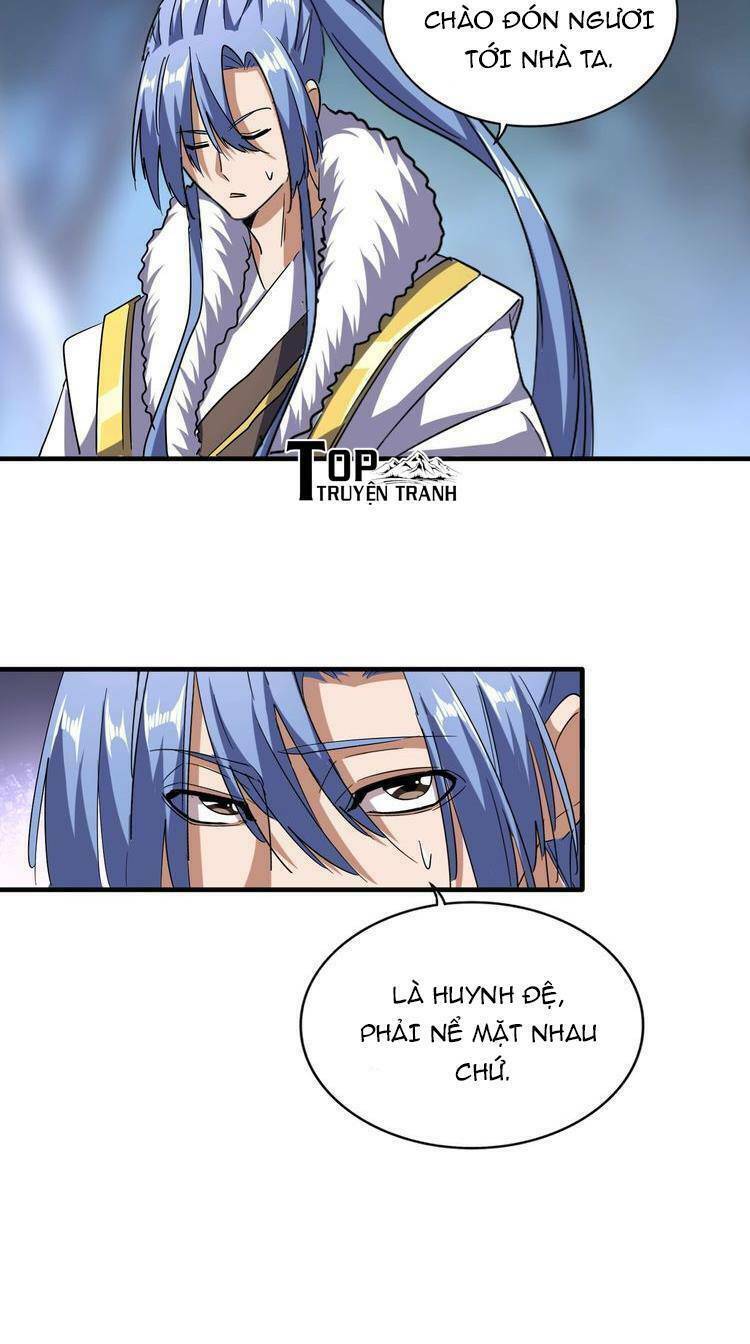 CHÀO ĐÓN NGƯƠI
TỚI NHÀ TA.
TOP
TRUYỆN TRANH
LÀ HUYNH ĐỆ,
PHẢI NỂ MẶT NHAU
CHỨ.